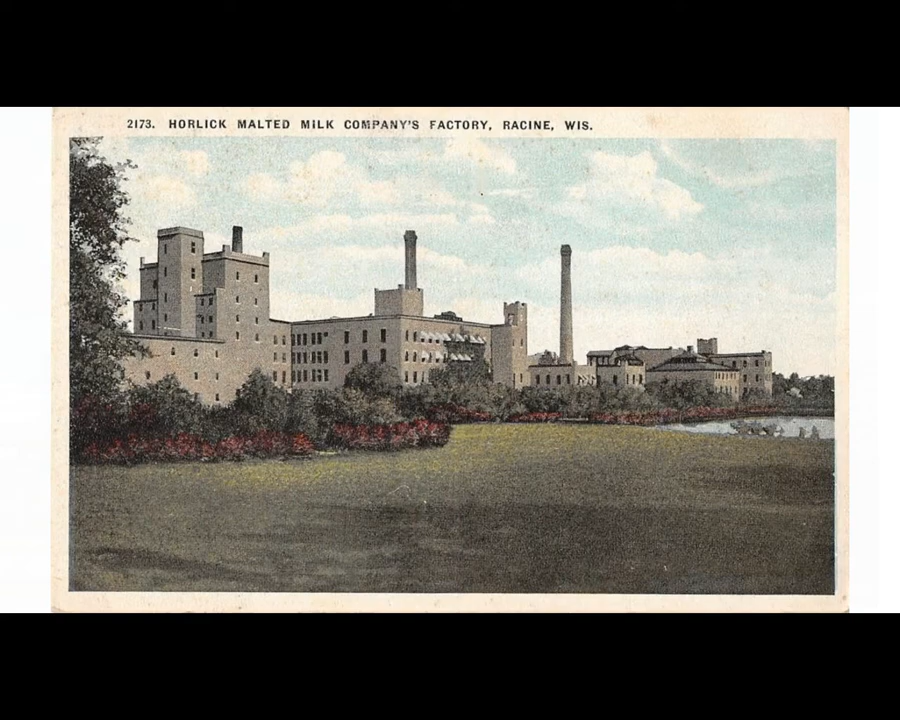 2173. HORLICK MALTED MILK COMPANY'S FACTORY, RACINE, WIS.